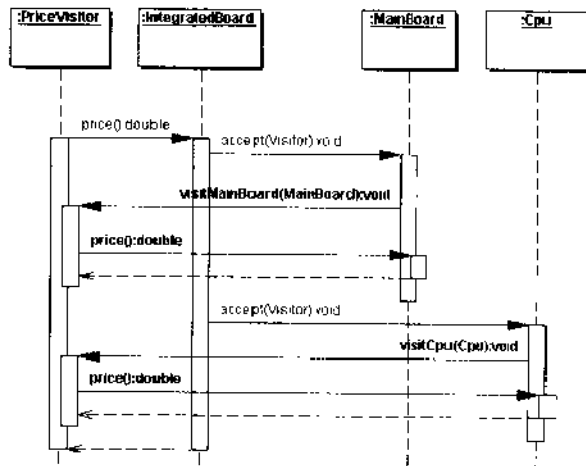 :PriceVisitor
:IntegratedBoard
:MainBoard
:Cpu
price():double
accept(Visitor):void
visitMainBoard(MainBoard):void
price():double
accept(Visitor):void
visitCpu(Cpu):void
price():double